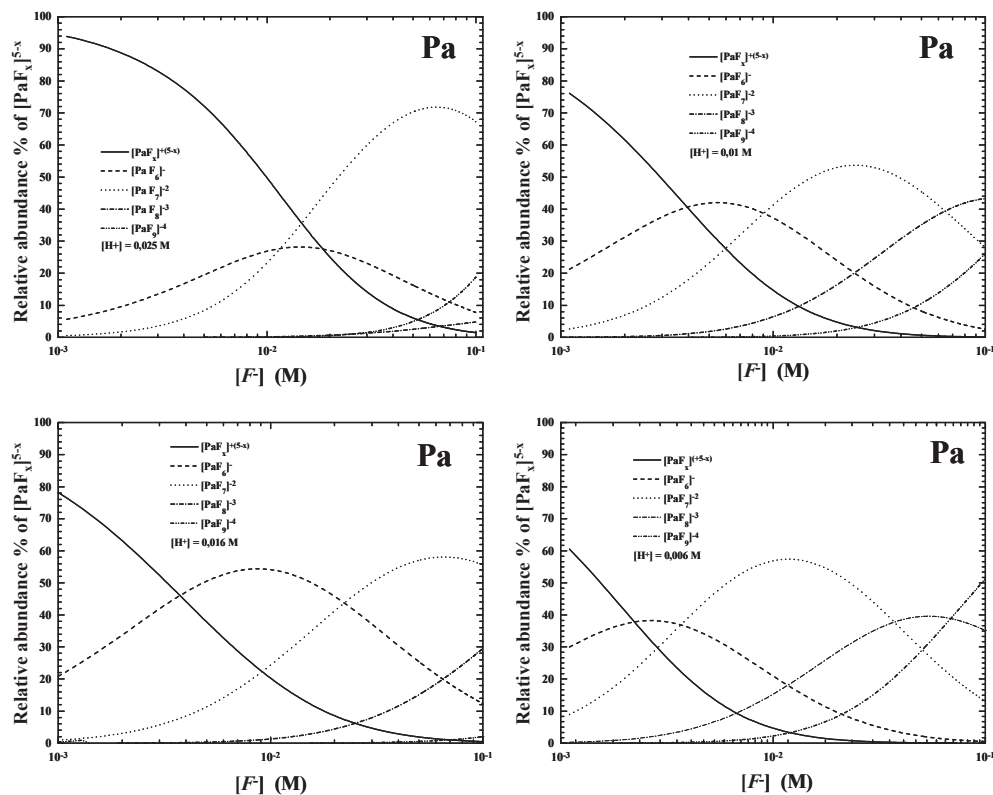 Relative abundance % of [PaFx]5-x
100
90
80
70
60
50
40
30
20
10
0
Pa
[PaFx]+(5-x)
[Pa F6]-
[Pa F7]-2
[Pa F8]-3
[PaF9]-4
[H+] = 0,025 M
10-3
10-2
10-1
[F-] (M)
Relative abundance % of [PaFx]5-x
100
90
80
70
60
50
40
30
20
10
0
Pa
[PaFx]+(5-x)
[PaF6]-
[PaF7]-2
[PaF8]-3
[PaF9]-4
[H+] = 0,01 M
10-3
10-2
10-1
[F-] (M)
Relative abundance % of [PaFx]5-x
100
90
80
70
60
50
40
30
20
10
0
Pa
[PaFx]+(5-x)
[PaF6]-
[PaF7]-2
[PaF8]-3
[PaF9]-4
[H+] = 0,016 M
10-3
10-2
10-1
[F-] (M)
Relative abundance % of [PaFx]5-x
100
90
80
70
60
50
40
30
20
10
0
Pa
[PaFx](+5-x)
[PaF6]-
[PaF7]-2
[PaF8]-3
[PaF9]-4
[H+] = 0,006 M
10-3
10-2
10-1
[F-] (M)